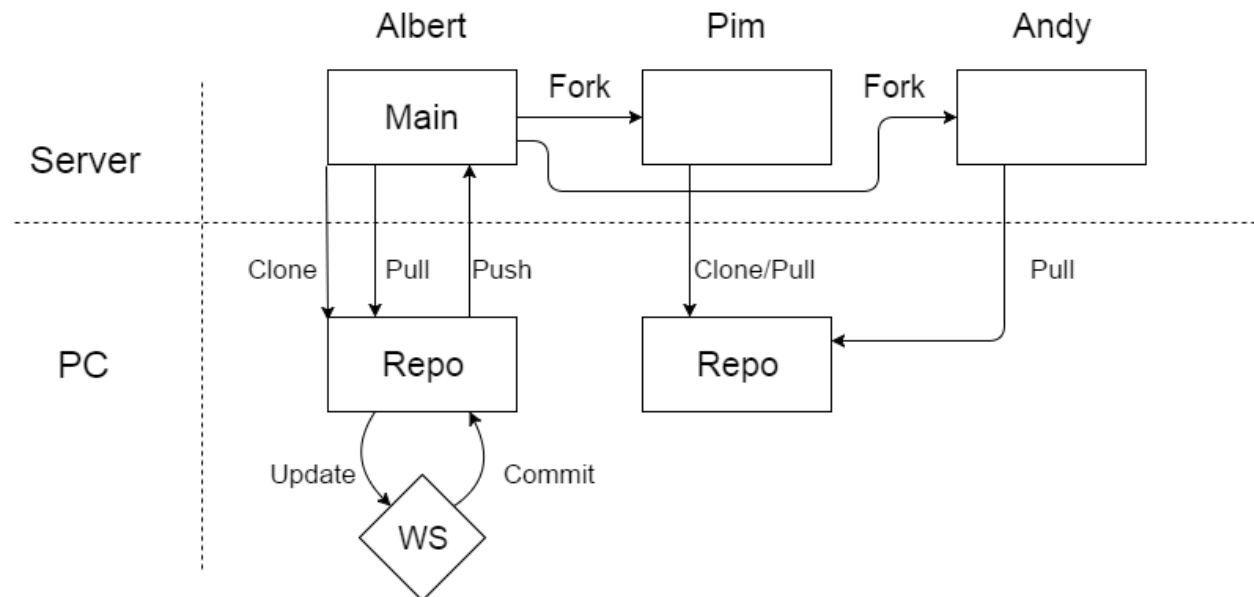 Albert
Pim
Andy
Main
Fork
Fork
Server
Clone
Pull
Push
Clone/Pull
Pull
PC
Repo
Repo
Update
Commit
WS